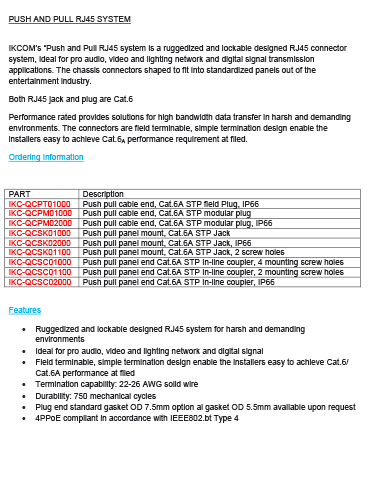 PUSH AND PULL RJ45 SYSTEM
IKCOM's "Push and Pull RJ45 system is a ruggedized and lockable designed RJ45 connector
system, ideal for pro audio, video and lighting network and digital signal transmission
applications. The chassis connectors shaped to fit into standardized panels out of the
entertainment industry.
Both RJ45 jack and plug are Cat.6
Performance rated provides solutions for high bandwidth data transfer in harsh and demanding
environments. The connectors are field terminable, simple termination design enable the
installers easy to achieve Cat.6A performance requirement at filed.
Ordering Information
PART Description
IKC-QCPT01000 Push pull cable end, Cat.6A STP field Plug, IP66
IKC-QCPM01000 Push pull cable end, Cat.6A STP modular plug
IKC-QCPM02000 Push pull cable end, Cat.6A STP modular plug, IP66
IKC-QCSK01000 Push pull panel mount, Cat.6A STP Jack
IKC-QCSK02000 Push pull panel mount, Cat.6A STP Jack, IP66
IKC-QCSK01100 Push pull panel mount, Cat.6A STP Jack, 2 screw holes
IKC-QCSC01000 Push pull panel end Cat.6A STP in-line coupler, 4 mounting screw holes
IKC-QCSC01100 Push pull panel end Cat.6A STP in-line coupler, 2 mounting screw holes
IKC-QCSC02000 Push pull panel end, Cat.6A STP in-line coupler, IP66
Features
• Ruggedized and lockable designed RJ45 system for harsh and demanding
environments
• Ideal for pro audio, video and lighting network and digital signal
• Field terminable, simple termination design enable the installers easy to achieve Cat.6/
Cat.6A performance at filed
• Termination capability: 22-26 AWG solid wire
• Durability: 750 mechanical cycles
• Plug end standard gasket OD 7.5mm option al gasket OD 5.5mm available upon request
• 4PPoE compliant in accordance with IEEE802.bt Type 4